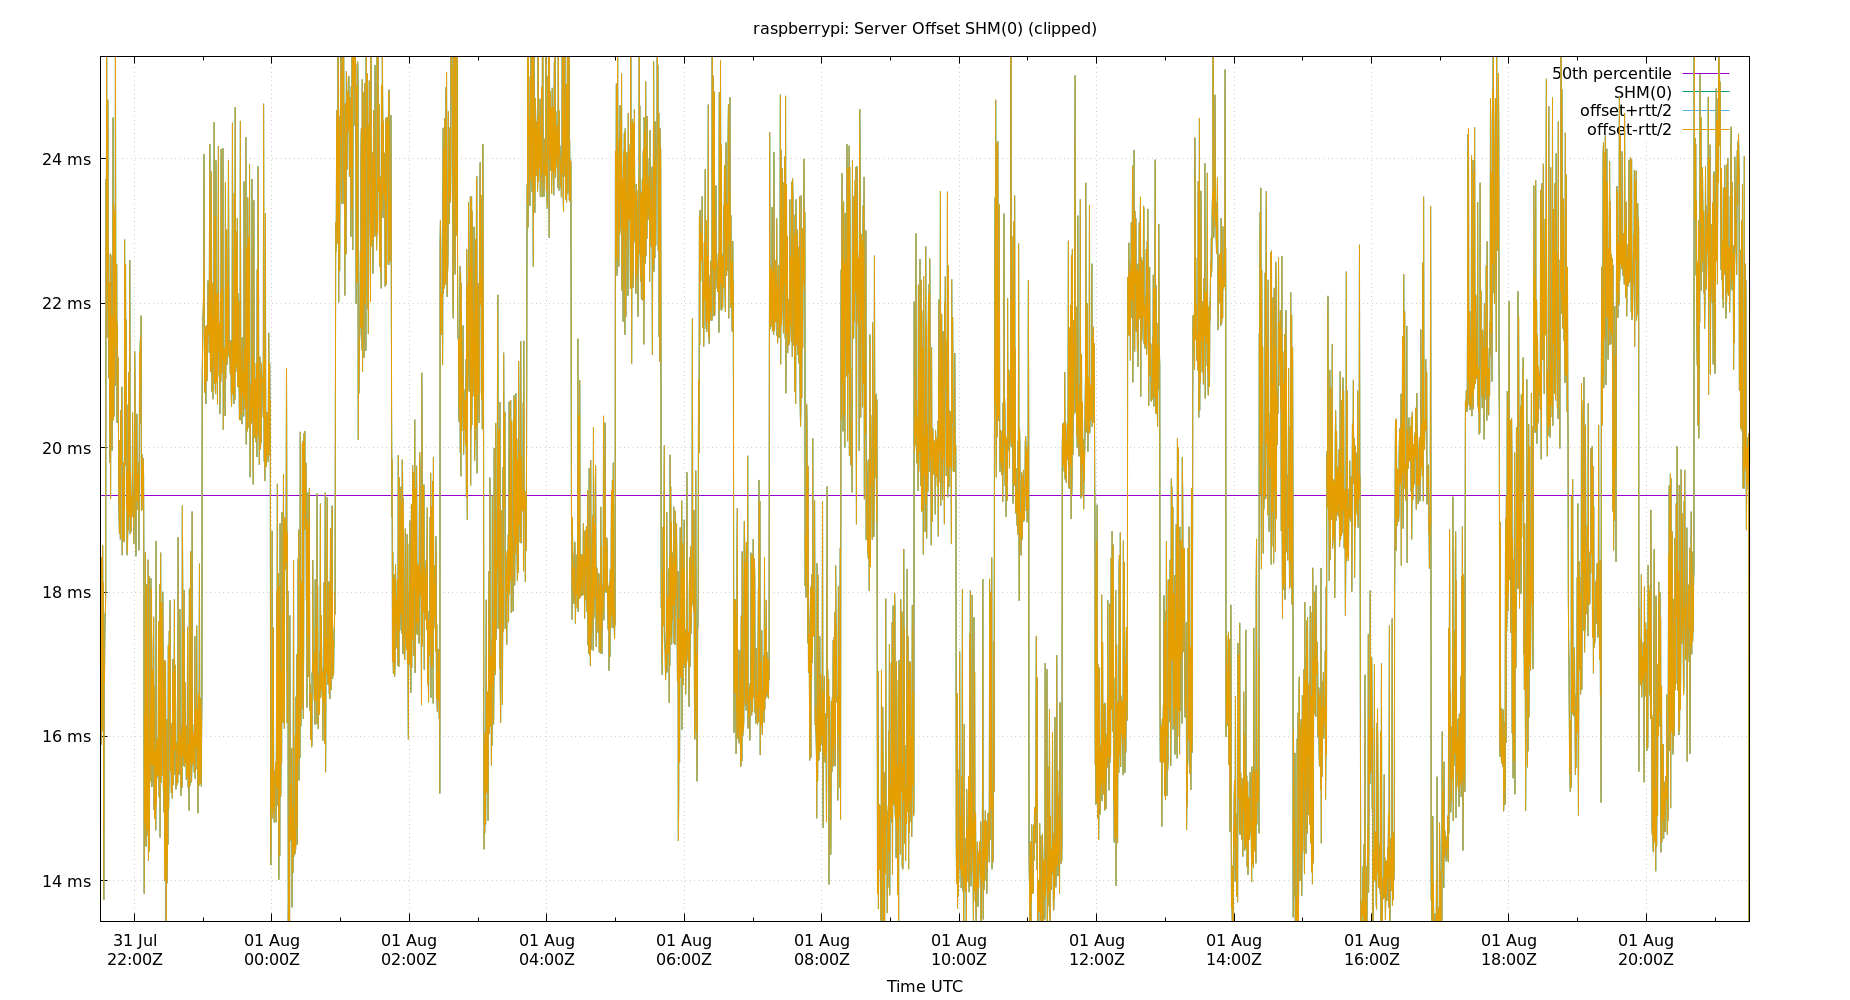 raspberrypi: Server Offset SHM(0) (clipped)
50th percentile
SHM(0)
offset+rtt/2
offset-rtt/2
24 ms
22 ms
20 ms
18 ms
16 ms
14 ms
31 Jul 01 Aug 01 Aug 01 Aug 01 Aug 01 Aug 01 Aug 01 Aug 01 Aug 01 Aug 01 Aug 01 Aug
22:00Z 00:00Z 02:00Z 04:00Z 06:00Z 08:00Z 10:00Z 12:00Z 14:00Z 16:00Z 18:00Z 20:00Z
Time UTC